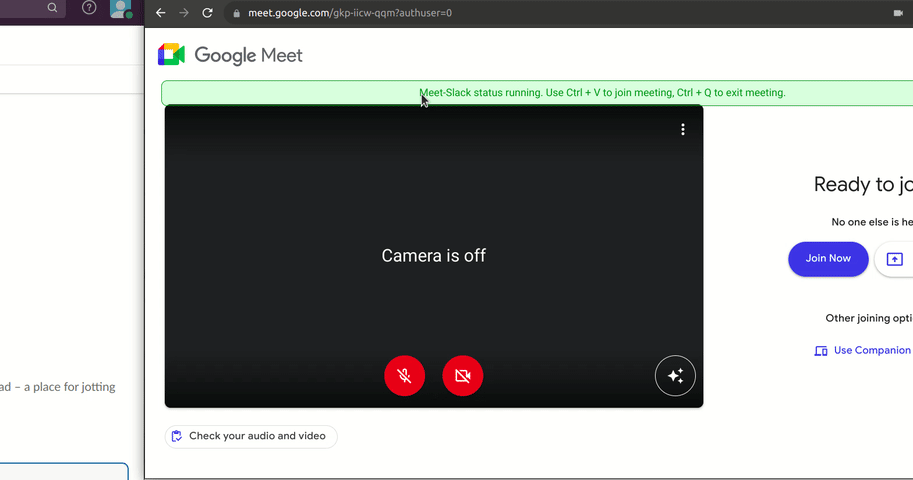 meet.google.com/gkp-iicw-qqm?authuser=0
Google Meet
Meet-Slack status running. Use Ctrl + V to join meeting, Ctrl + Q to exit meeting.
Camera is off
Ready to jo
No one else is he
Join Now
Other joining opti
Use Companion
ad – a place for jotting
Check your audio and video